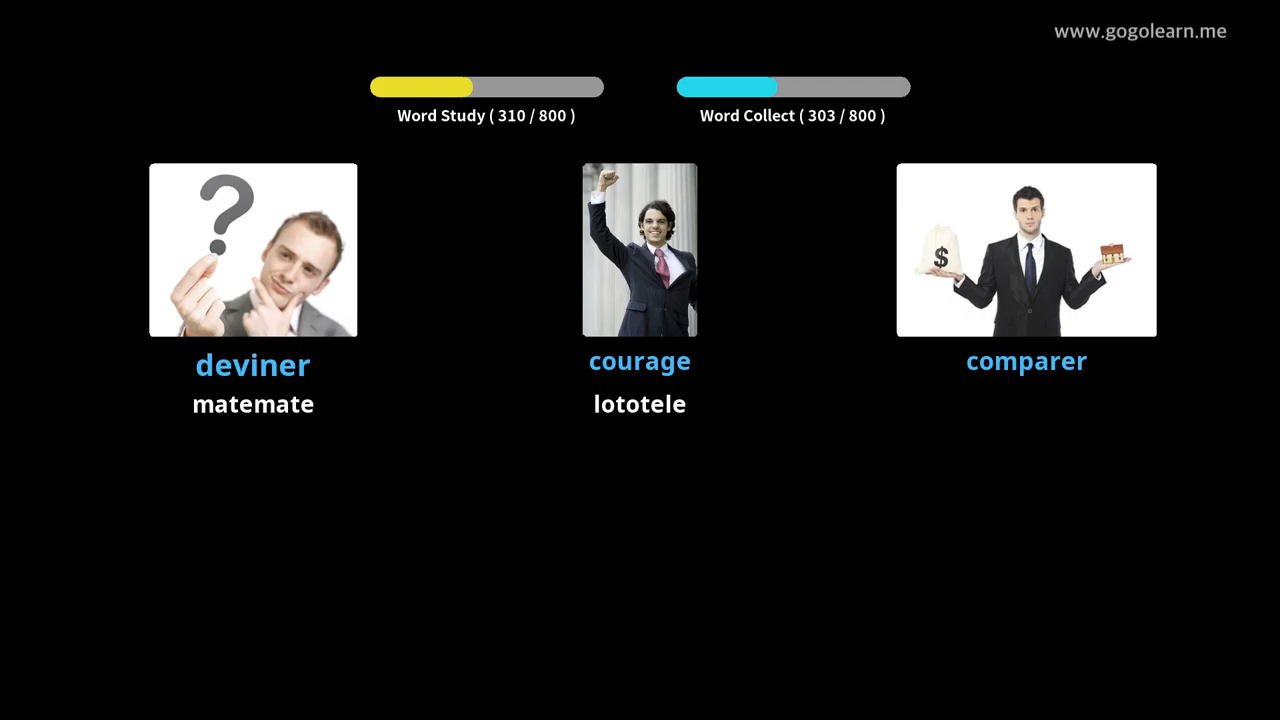 www.gogolearn.me
Word Study ( 310 / 800 )
Word Collect ( 303 / 800 )
?
$
deviner
courage
comparer
matemate
lototele